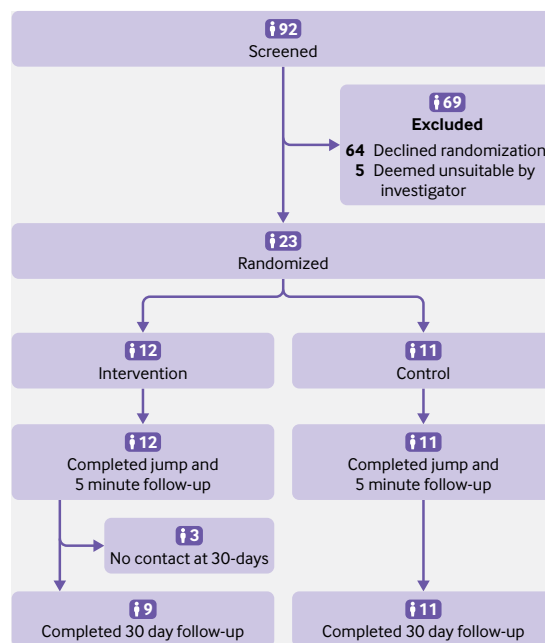 92
Screened
69
Excluded
64 Declined randomization
5 Deemed unsuitable by
investigator
23
Randomized
12
Intervention
11
Control
12
Completed jump and
5 minute follow-up
11
Completed jump and
5 minute follow-up
3
No contact at 30-days
9
Completed 30 day follow-up
11
Completed 30 day follow-up